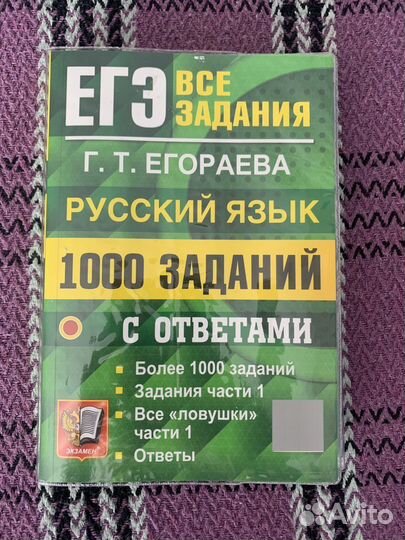 ЕГЭ ВСЕ ЗАДАНИЯ
Г. Т. ЕГОРАЕВА
РУССКИЙ ЯЗЫК
1000 ЗАДАНИЙ
С ОТВЕТАМИ
Более 1000 заданий
Задания части 1
Все «ловушки»
части 1
Ответы
ЭКЗАМЕН
Avito